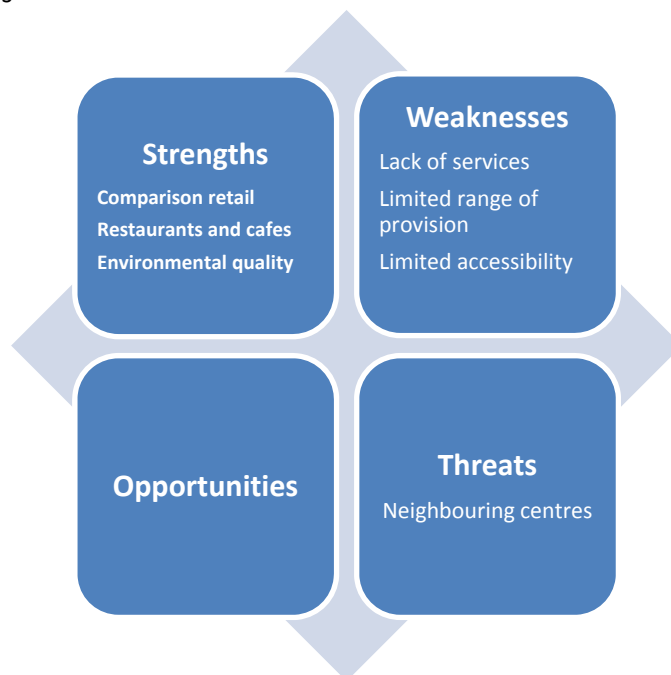 Strengths
Comparison retail
Restaurants and cafes
Environmental quality
Weaknesses
Lack of services
Limited range of
provision
Limited accessibility
Opportunities
Threats
Neighbouring centres